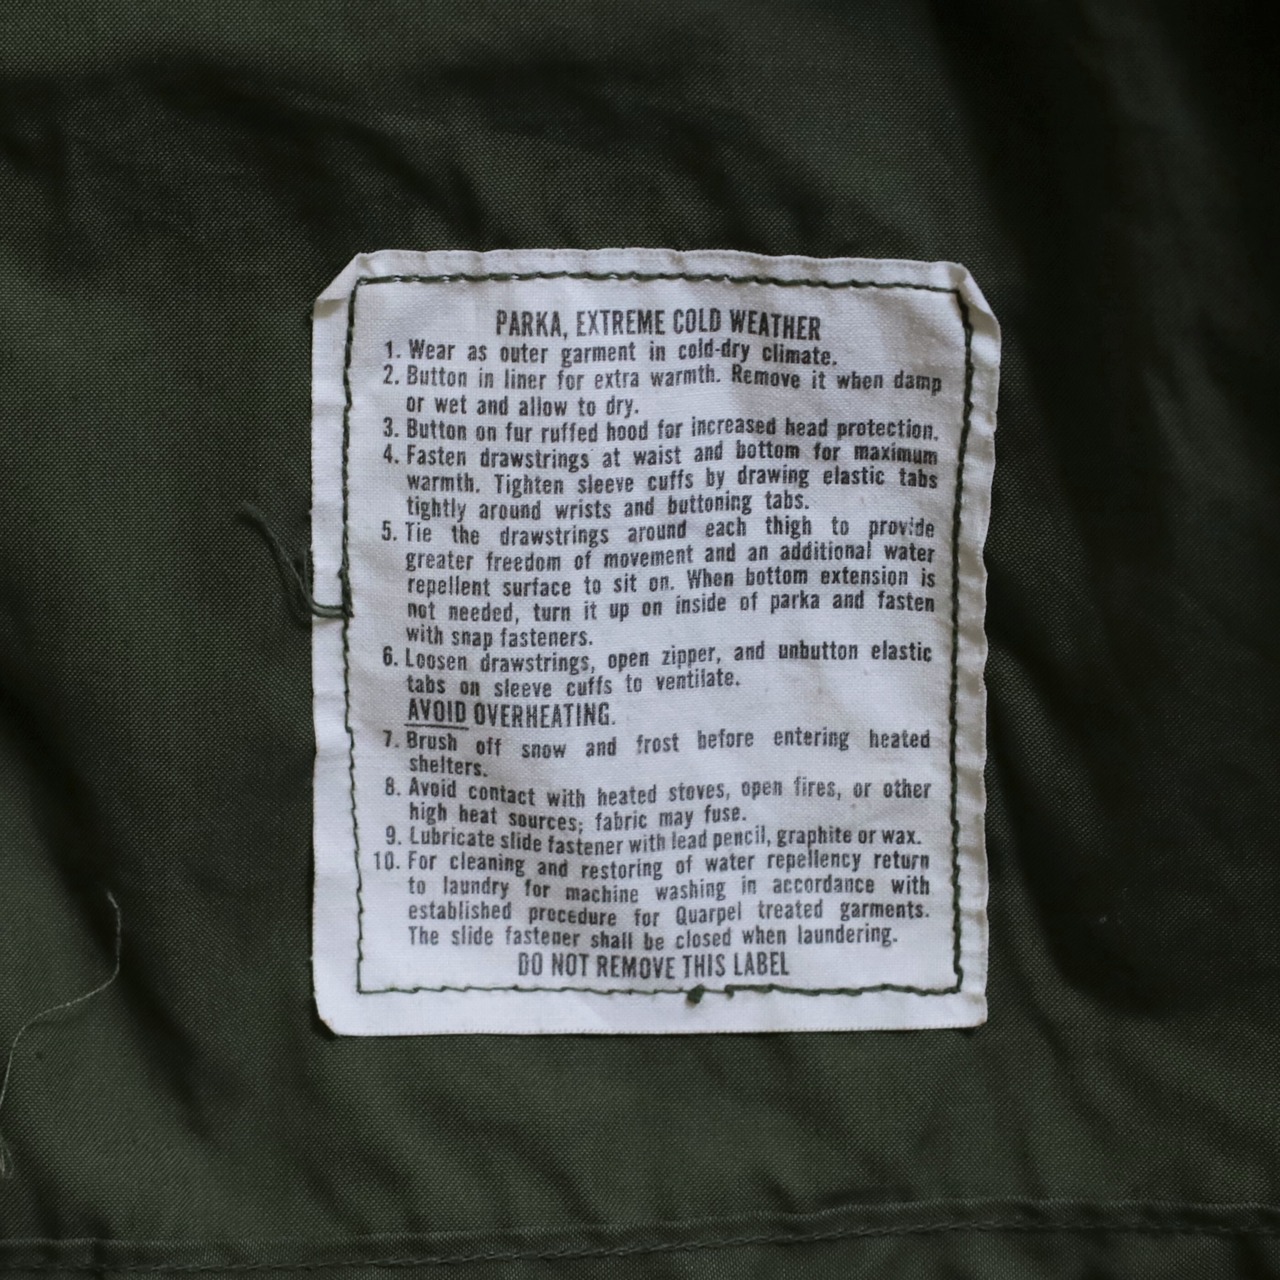 PARKA, EXTREME COLD WEATHER
1. Wear as outer garment in cold-dry climate.
2. Button in liner for extra warmth. Remove it when damp
or wet and allow to dry.
3. Button on fur ruffed hood for increased head protection.
4. Fasten drawstrings at waist and bottom for maximum
warmth. Tighten sleeve cuffs by drawing elastic tabs
tightly around wrists and buttoning tabs.
5. Tie the drawstrings around each thigh to provide
greater freedom of movement and an additional water
repellent surface to sit on. When bottom extension is
not needed, turn it up on inside of parka and fasten
with snap fasteners.
6. Loosen drawstrings, open zipper, and unbutton elastic
tabs on sleeve cuffs to ventilate.
AVOID OVERHEATING.
7. Brush off snow and frost before entering heated
shelters.
8. Avoid contact with heated stoves, open fires, or other
high heat sources; fabric may fuse.
9. Lubricate slide fastener with lead pencil, graphite or wax.
10. For cleaning and restoring of water repellency return
to laundry for machine washing in accordance with
established procedure for Quarpel treated garments.
The slide fastener shall be closed when laundering.
DO NOT REMOVE THIS LABEL